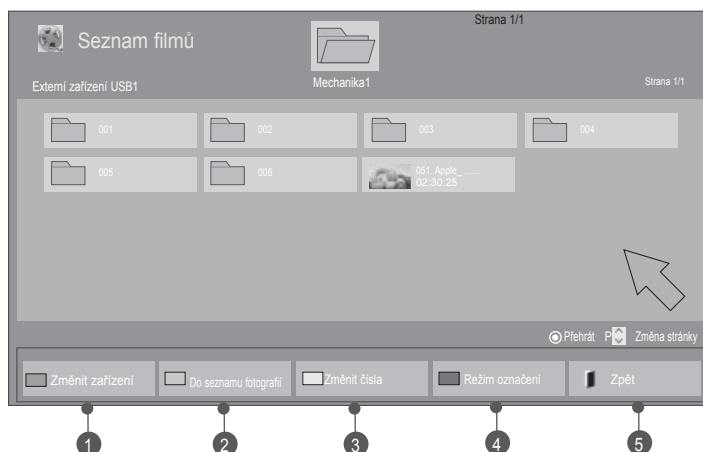 Strana 1/1
Seznam filmů
Mechanika1
Externí zařízení USB1
Strana 1/1
001
002
003
004
005
006
051. Apple_ ......
02:30:25
Přehrát P Změna stránky
Změnit zařízení
Do seznamu fotografií
Změnit čísla
Režim označení
Zpět
1 2 3 4 5